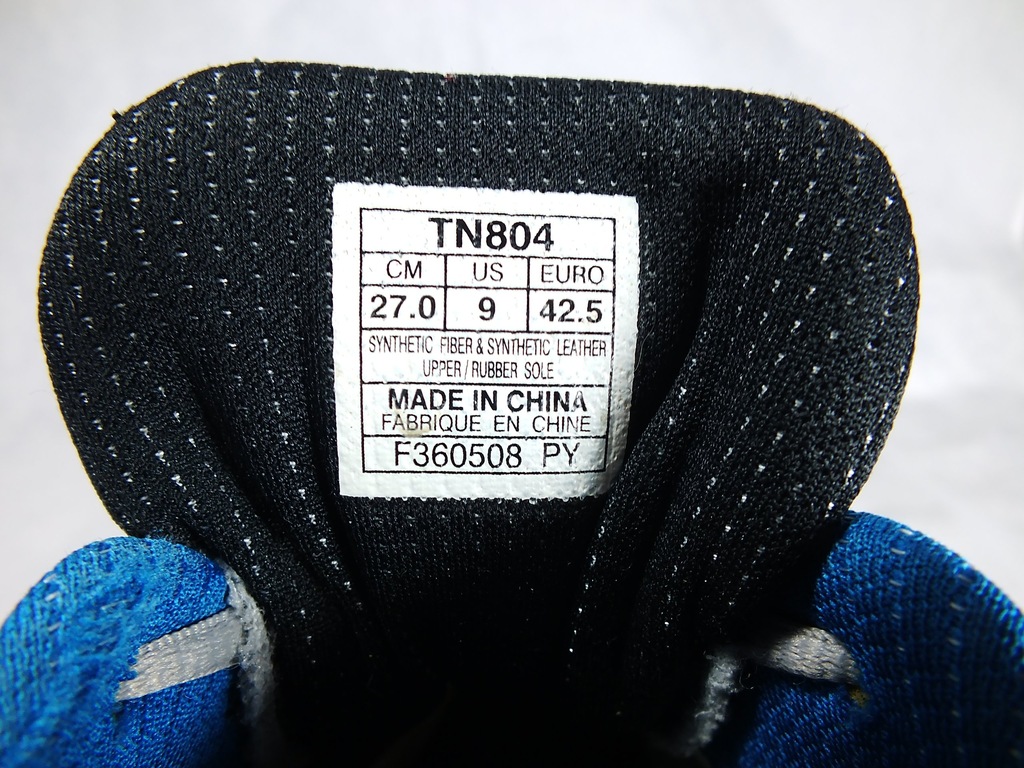 TN804
CM US EURO
27.0 9 42.5
SYNTHETIC FIBER & SYNTHETIC LEATHER
UPPER / RUBBER SOLE
MADE IN CHINA
FABRIQUE EN CHINE
F360508 PY